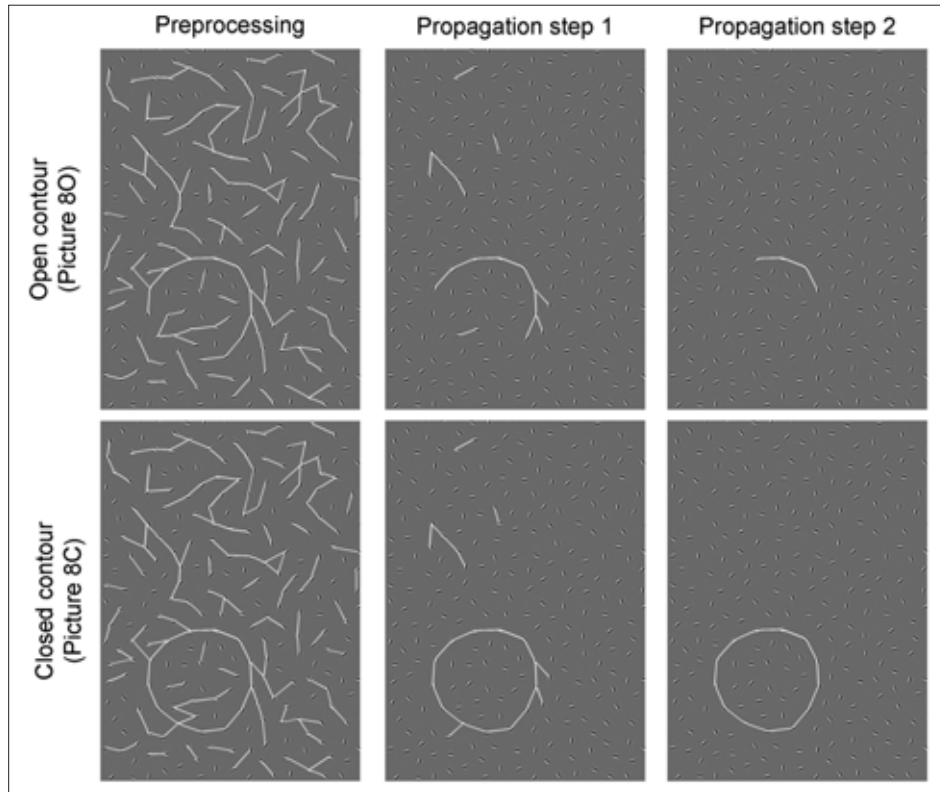 Preprocessing
Propagation step 1
Propagation step 2
Open contour
(Picture 8O)
Closed contour
(Picture 8C)